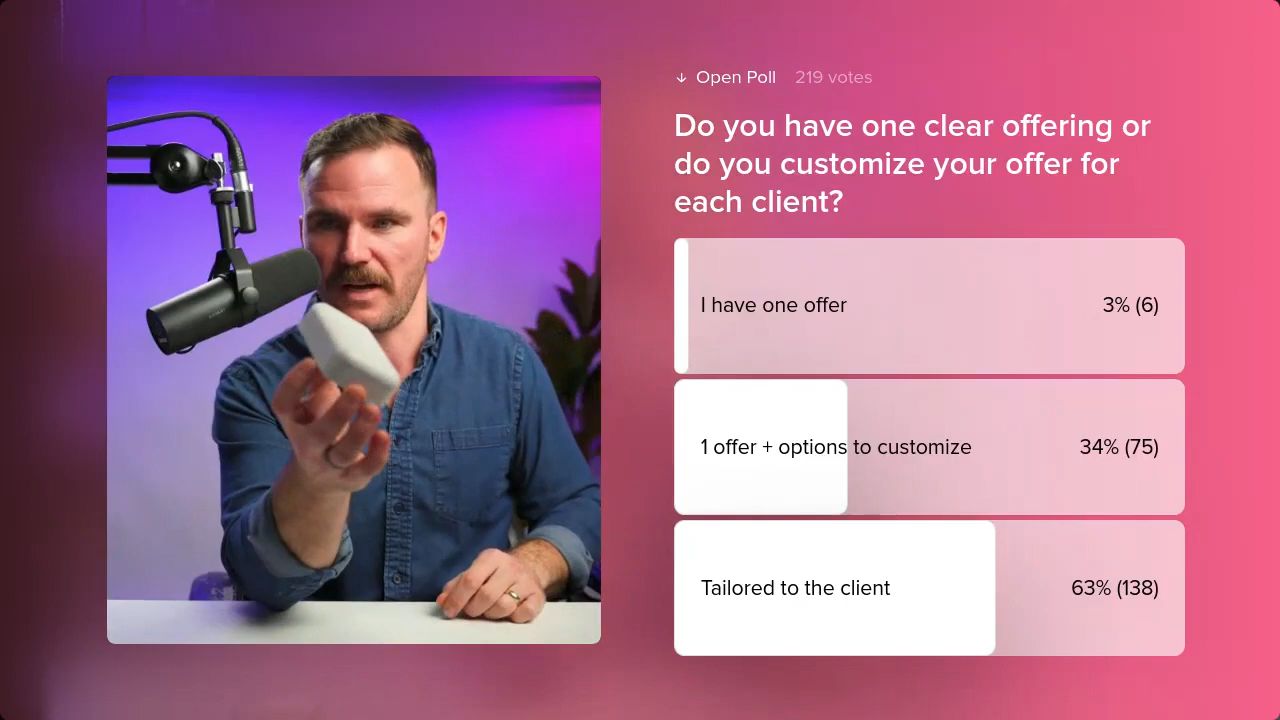 ↓ Open Poll 219 votes
Do you have one clear offering or
do you customize your offer for
each client?
I have one offer 3% (6)
1 offer + options to customize 34% (75)
Tailored to the client 63% (138)